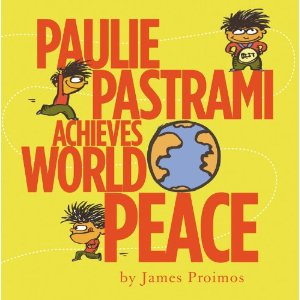 PAULIE
PASTRAMI
ACHIEVES
WORLD
PEACE
by James Proimos